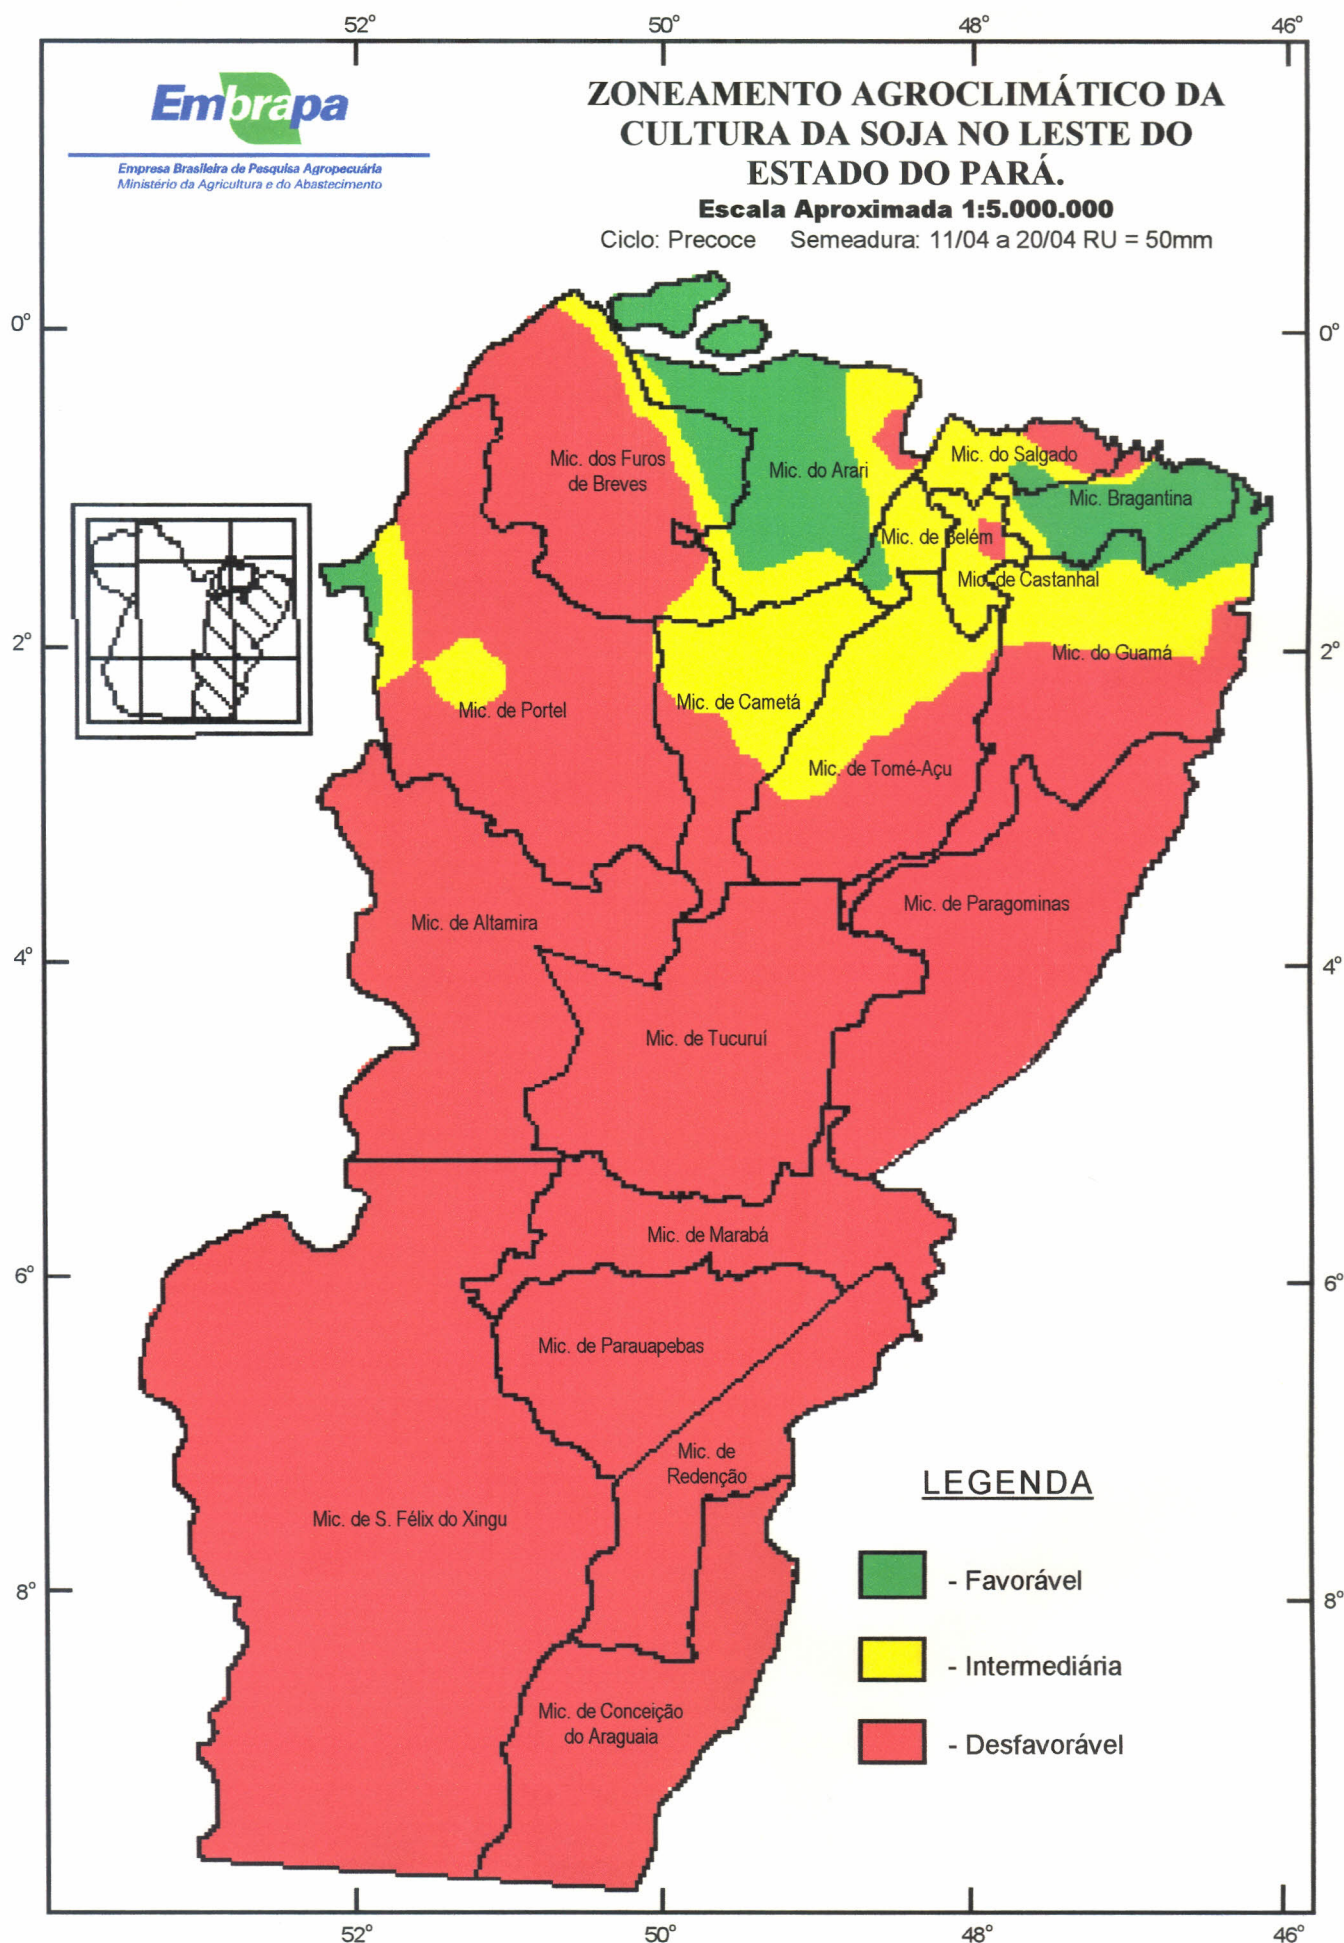 52°
50°
48°
46°
Embrapa
Empresa Brasileira de Pesquisa Agropecuária
Ministério da Agricultura e do Abastecimento
ZONEAMENTO AGROCLIMÁTICO DA
CULTURA DA SOJA NO LESTE DO
ESTADO DO PARÁ.
Escala Aproximada 1:5.000.000
Ciclo: Precoce Semeadura: 11/04 a 20/04 RU = 50mm
0°
0°
Mic. dos Furos
de Breves
Mic. do Arari
Mic. do Salgado
Mic. Bragantina
Mic. de Belém
Mic. de Castanhal
2°
2°
Mic. do Guamá
Mic. de Portel
Mic. de Cametá
Mic. de Tomé-Açu
Mic. de Altamira
Mic. de Paragominas
4°
4°
Mic. de Tucuruí
Mic. de Marabá
6°
6°
Mic. de Parauapebas
Mic. de
Redenção
Mic. de S. Félix do Xingu
LEGENDA
- Favorável
8°
8°
- Intermediária
Mic. de Conceição
do Araguaia
- Desfavorável
52°
50°
48°
46°